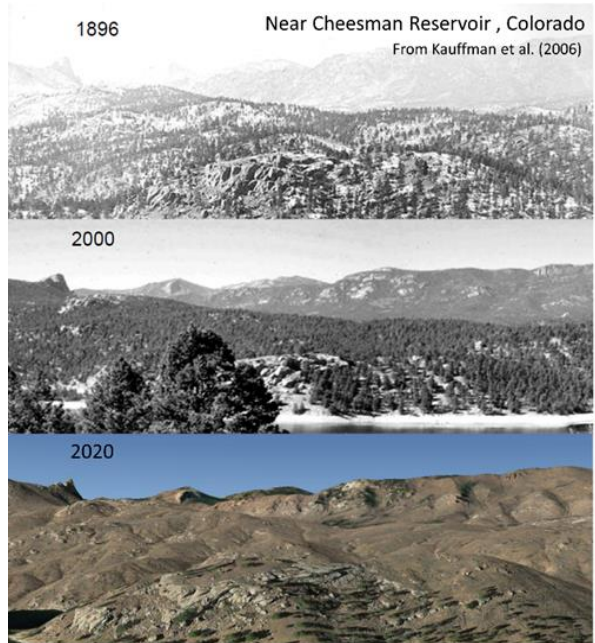 1896
Near Cheesman Reservoir , Colorado
From Kauffman et al. (2006)
2000
2020